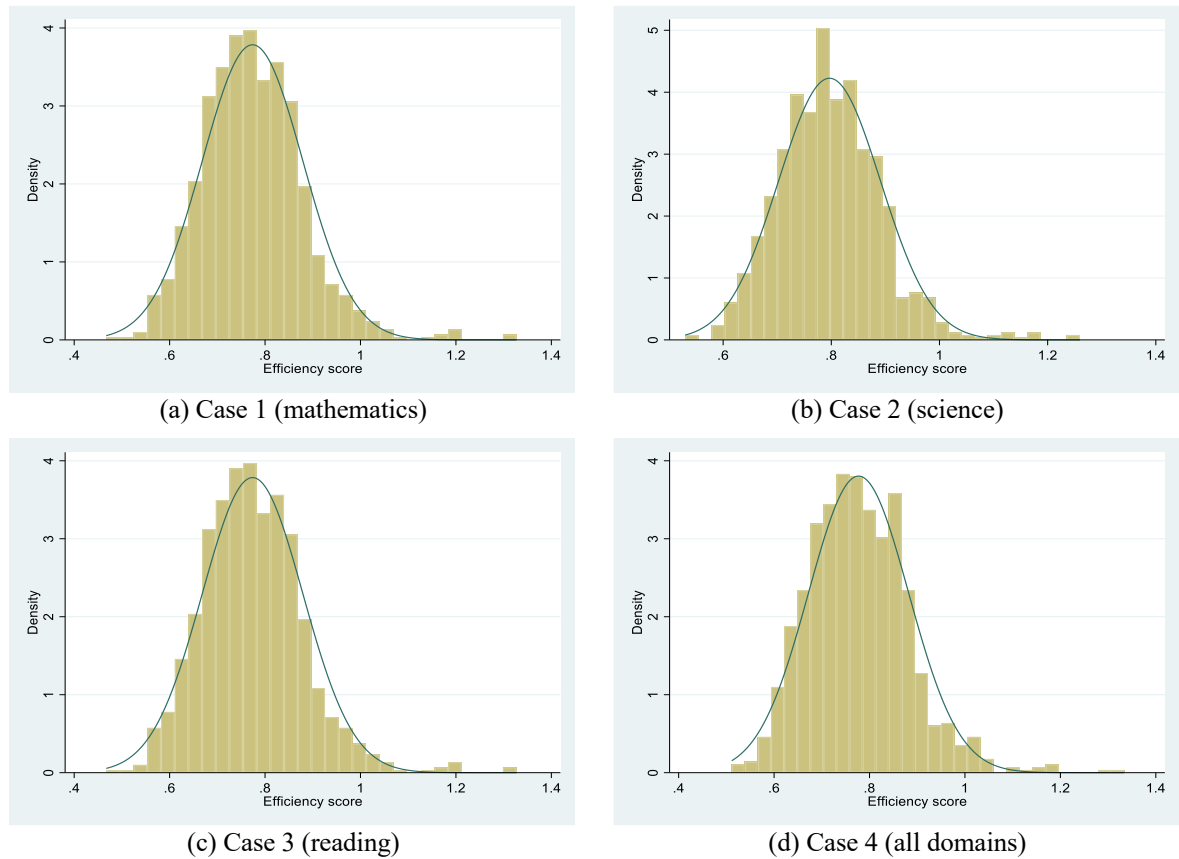 4
3
2
1
0
Density
.4 .6 .8 1 1.2 1.4
Efficiency score
(a) Case 1 (mathematics)
5
4
3
2
1
0
Density
.6 .8 1 1.2 1.4
Efficiency score
(b) Case 2 (science)
4
3
2
1
0
Density
.4 .6 .8 1 1.2 1.4
Efficiency score
(c) Case 3 (reading)
4
3
2
1
0
Density
.4 .6 .8 1 1.2 1.4
Efficiency score
(d) Case 4 (all domains)